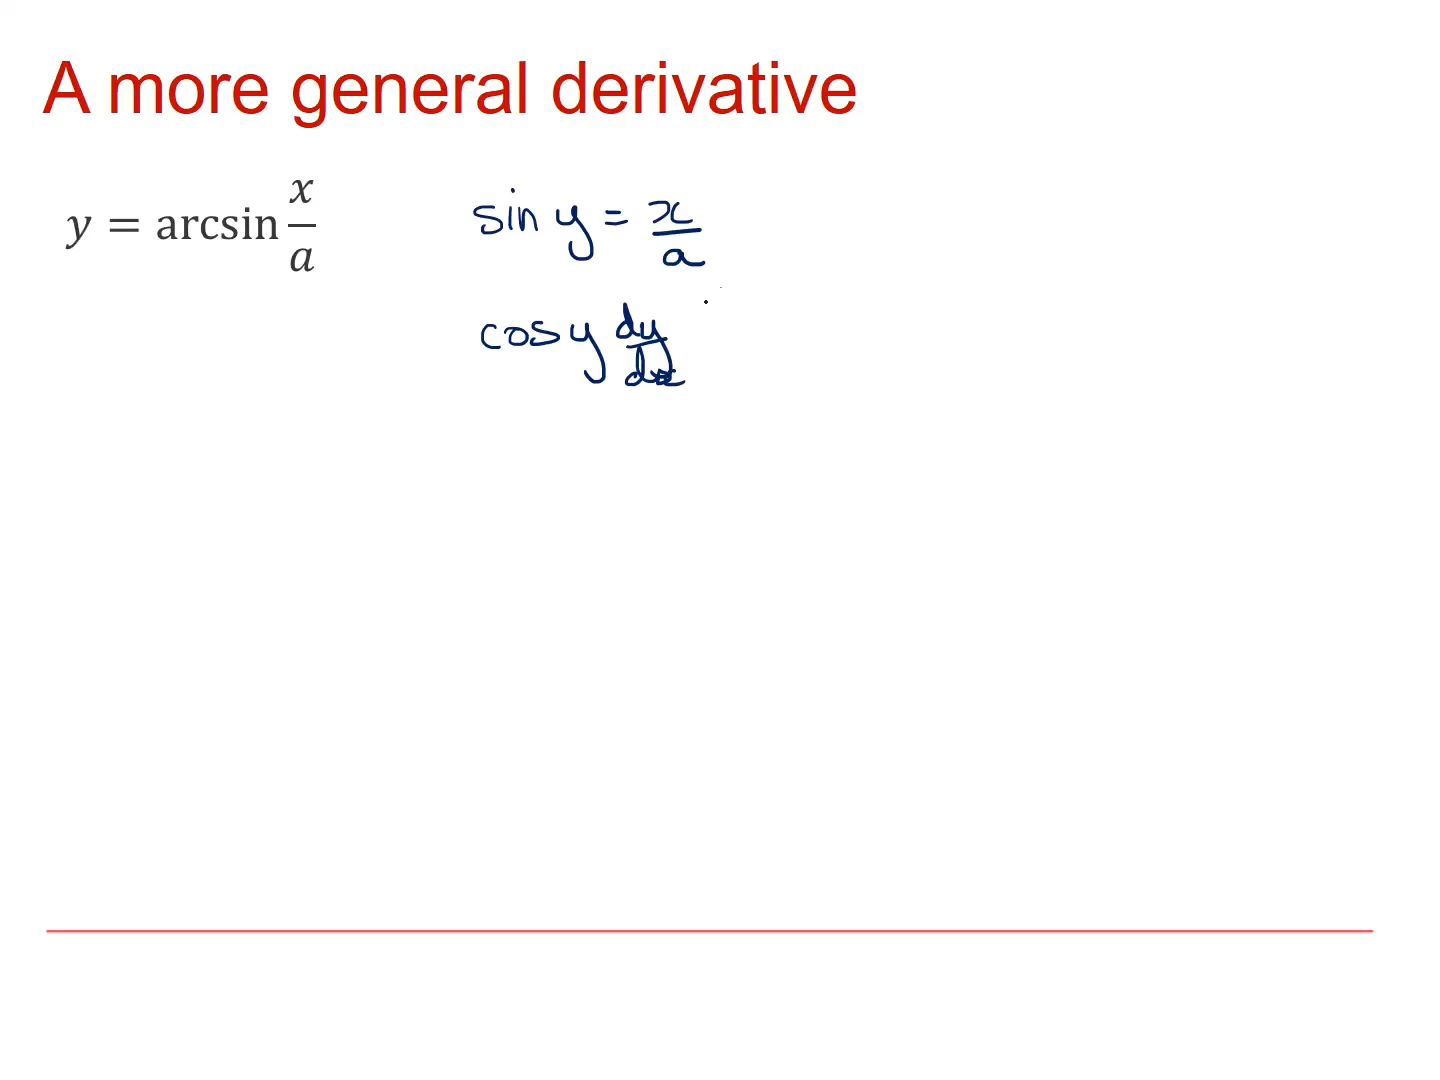 A more general derivative
y = arcsin x/a
sin y = x/a
cos y dy/dx